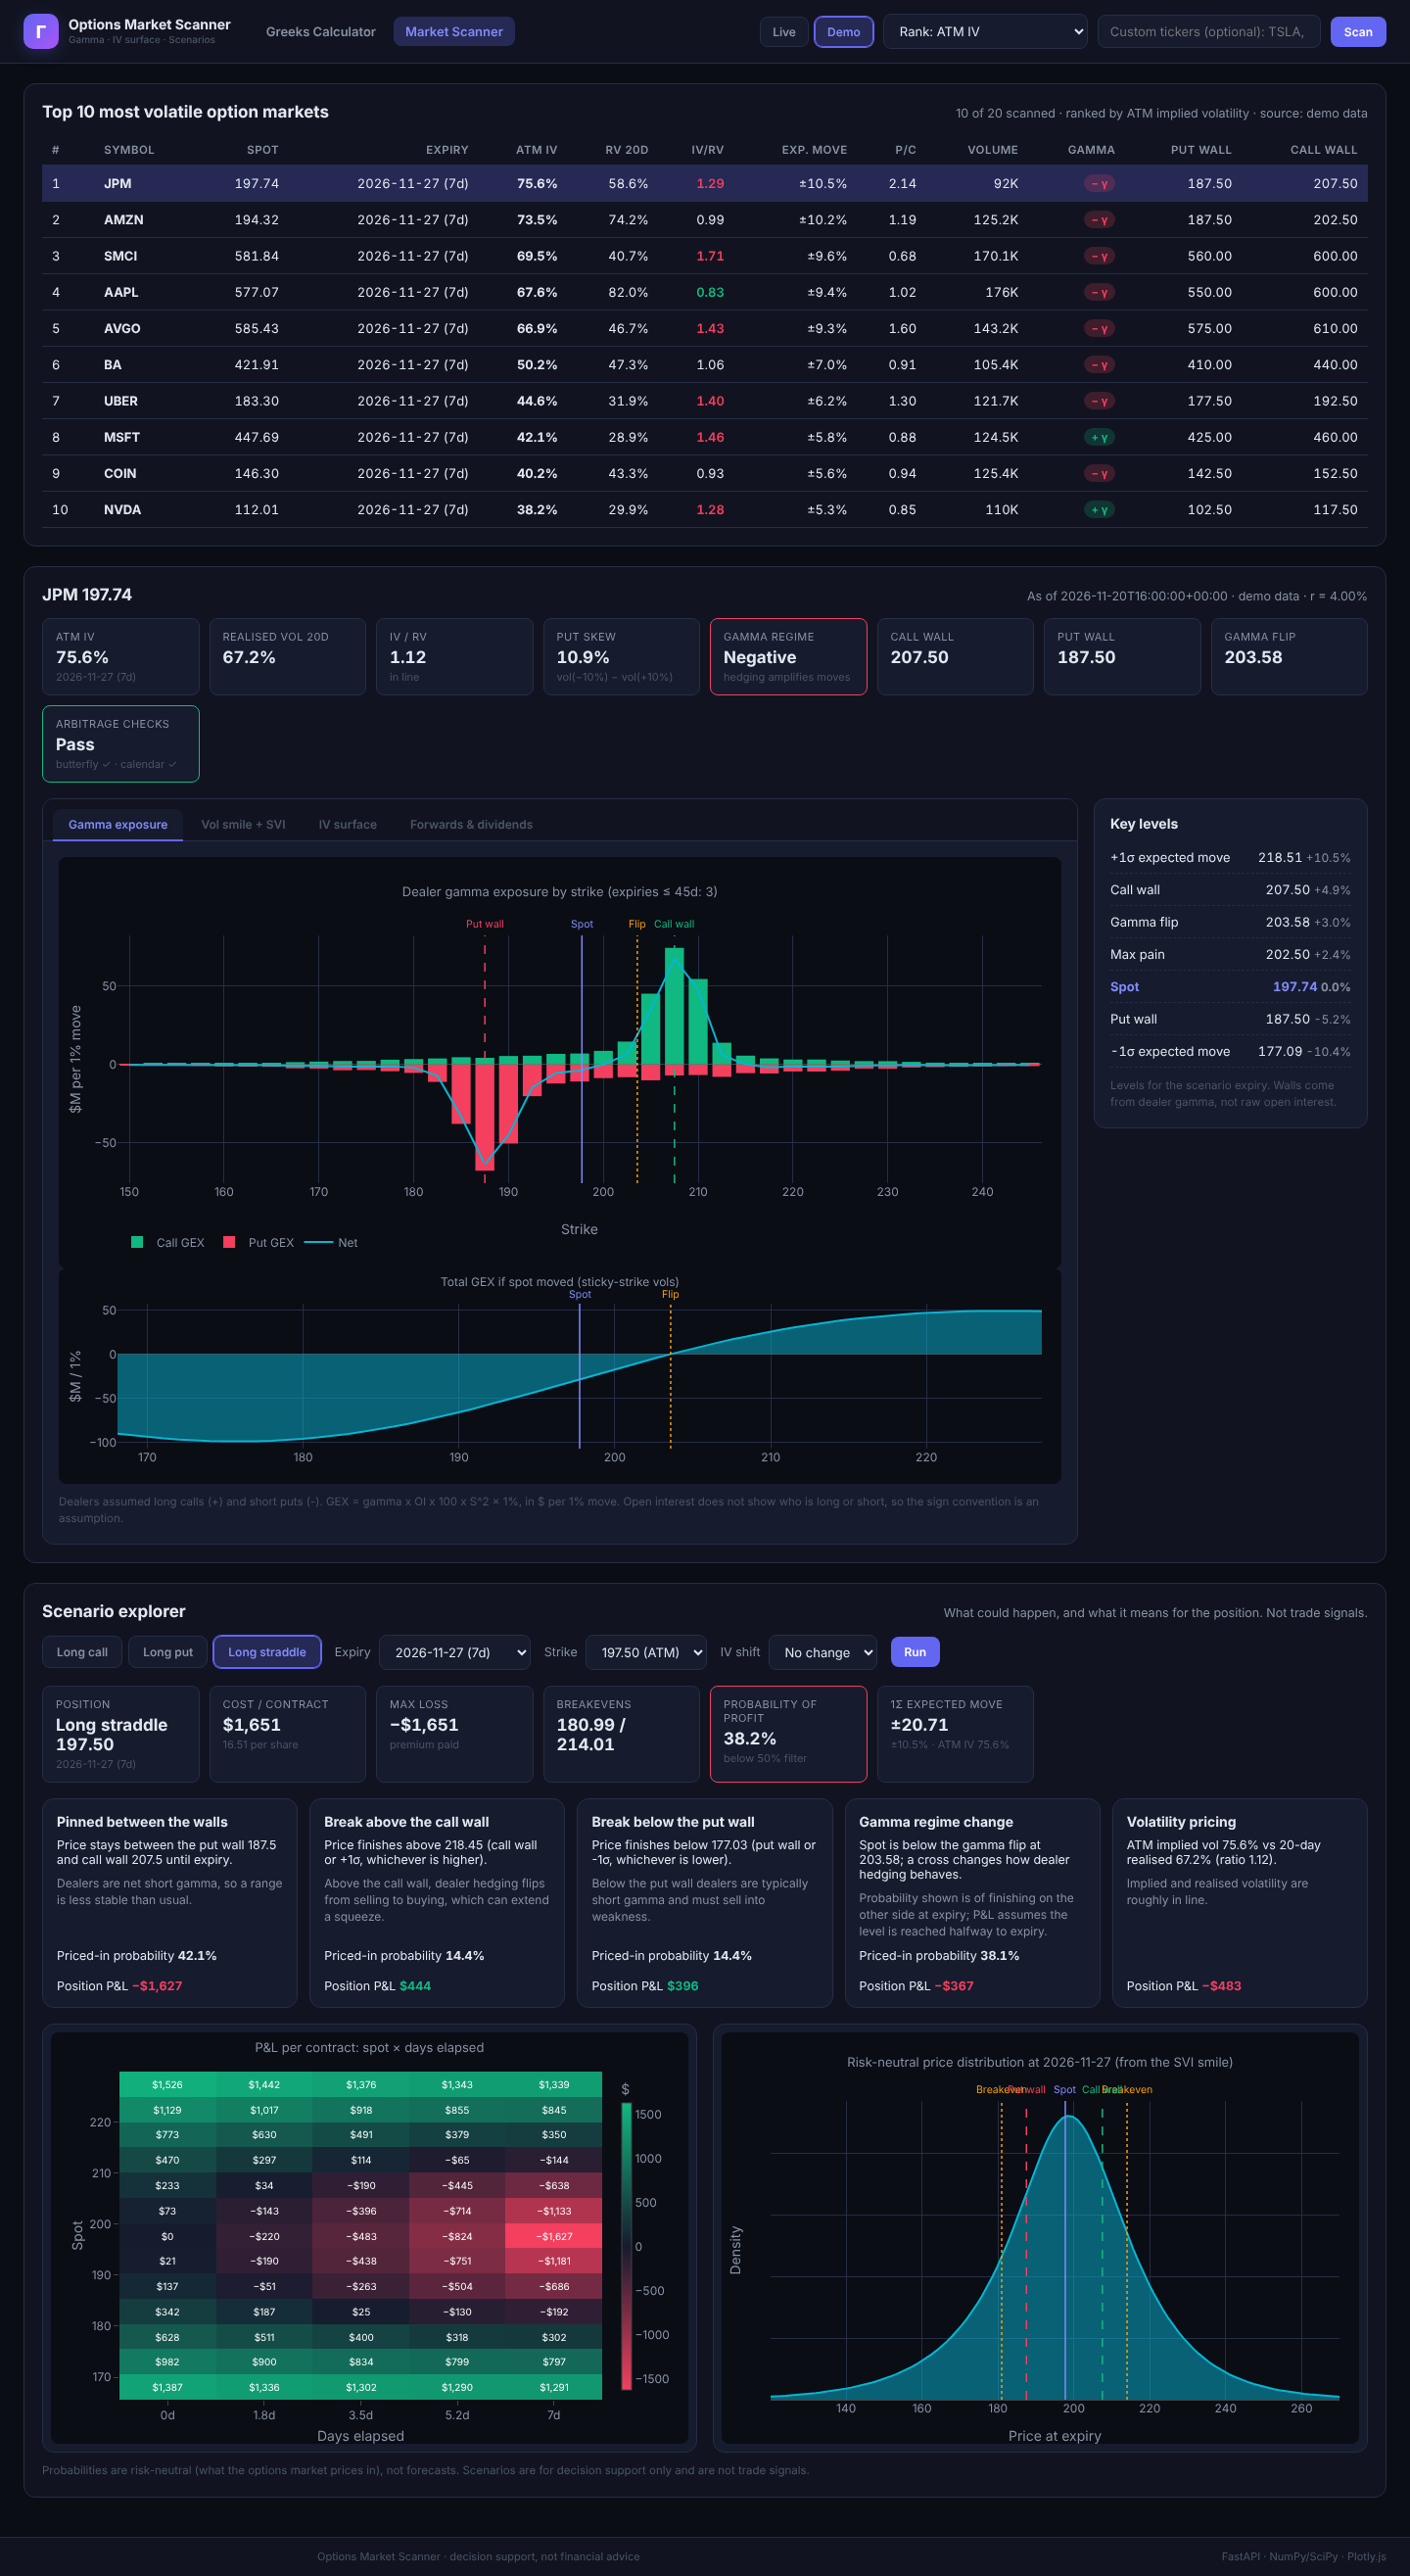 Γ
Options Market Scanner
Gamma · IV surface · Scenarios
Greeks Calculator
Market Scanner
Live
Demo
Rank: ATM IV
Custom tickers (optional): TSLA,
Scan
Top 10 most volatile option markets
10 of 20 scanned · ranked by ATM implied volatility · source: demo data
# SYMBOL SPOT EXPIRY ATM IV RV 20D IV/RV EXP. MOVE P/C VOLUME GAMMA PUT WALL CALL WALL
1 JPM 197.74 2026-11-27 (7d) 75.6% 58.6% 1.29 ±10.5% 2.14 92K − γ 187.50 207.50
2 AMZN 194.32 2026-11-27 (7d) 73.5% 74.2% 0.99 ±10.2% 1.19 125.2K − γ 187.50 202.50
3 SMCI 581.84 2026-11-27 (7d) 69.5% 40.7% 1.71 ±9.6% 0.68 170.1K − γ 560.00 600.00
4 AAPL 577.07 2026-11-27 (7d) 67.6% 82.0% 0.83 ±9.4% 1.02 176K − γ 550.00 600.00
5 AVGO 585.43 2026-11-27 (7d) 66.9% 46.7% 1.43 ±9.3% 1.60 143.2K − γ 575.00 610.00
6 BA 421.91 2026-11-27 (7d) 50.2% 47.3% 1.06 ±7.0% 0.91 105.4K − γ 410.00 440.00
7 UBER 183.30 2026-11-27 (7d) 44.6% 31.9% 1.40 ±6.2% 1.30 121.7K − γ 177.50 192.50
8 MSFT 447.69 2026-11-27 (7d) 42.1% 28.9% 1.46 ±5.8% 0.88 124.5K + γ 425.00 460.00
9 COIN 146.30 2026-11-27 (7d) 40.2% 43.3% 0.93 ±5.6% 0.94 125.4K − γ 142.50 152.50
10 NVDA 112.01 2026-11-27 (7d) 38.2% 29.9% 1.28 ±5.3% 0.85 110K + γ 102.50 117.50
JPM 197.74
As of 2026-11-20T16:00:00+00:00 · demo data · r = 4.00%
ATM IV
75.6%
2026-11-27 (7d)
REALISED VOL 20D
67.2%
IV / RV
1.12
in line
PUT SKEW
10.9%
vol(−10%) − vol(+10%)
GAMMA REGIME
Negative
hedging amplifies moves
CALL WALL
207.50
PUT WALL
187.50
GAMMA FLIP
203.58
ARBITRAGE CHECKS
Pass
butterfly ✓ · calendar ✓
Gamma exposure
Vol smile + SVI
IV surface
Forwards & dividends
Dealer gamma exposure by strike (expiries ≤ 45d: 3)
Put wall Spot Flip Call wall
$M per 1% move
50
0
−50
150 160 170 180 190 200 210 220 230 240
Strike
Call GEX Put GEX Net
Total GEX if spot moved (sticky-strike vols)
Spot Flip
$M / 1%
50
0
−50
−100
170 180 190 200 210 220
Dealers assumed long calls (+) and short puts (-). GEX = gamma x OI x 100 x S^2 × 1%, in $ per 1% move. Open interest does not show who is long or short, so the sign convention is an
assumption.
Key levels
+1σ expected move 218.51 +10.5%
Call wall 207.50 +4.9%
Gamma flip 203.58 +3.0%
Max pain 202.50 +2.4%
Spot 197.74 0.0%
Put wall 187.50 -5.2%
-1σ expected move 177.09 -10.4%
Levels for the scenario expiry. Walls come
from dealer gamma, not raw open interest.
Scenario explorer
What could happen, and what it means for the position. Not trade signals.
Long call
Long put
Long straddle
Expiry
2026-11-27 (7d)
Strike
197.50 (ATM)
IV shift
No change
Run
POSITION
Long straddle
197.50
2026-11-27 (7d)
COST / CONTRACT
$1,651
16.51 per share
MAX LOSS
−$1,651
premium paid
BREAKEVENS
180.99 /
214.01
PROBABILITY OF
PROFIT
38.2%
below 50% filter
1Σ EXPECTED MOVE
±20.71
±10.5% · ATM IV 75.6%
Pinned between the walls
Price stays between the put wall 187.5
and call wall 207.5 until expiry.
Dealers are net short gamma, so a range
is less stable than usual.
Priced-in probability 42.1%
Position P&L −$1,627
Break above the call wall
Price finishes above 218.45 (call wall
or +1σ, whichever is higher).
Above the call wall, dealer hedging flips
from selling to buying, which can extend
a squeeze.
Priced-in probability 14.4%
Position P&L $444
Break below the put wall
Price finishes below 177.03 (put wall or
-1σ, whichever is lower).
Below the put wall dealers are typically
short gamma and must sell into
weakness.
Priced-in probability 14.4%
Position P&L $396
Gamma regime change
Spot is below the gamma flip at
203.58; a cross changes how dealer
hedging behaves.
Probability shown is of finishing on the
other side at expiry; P&L assumes the
level is reached halfway to expiry.
Priced-in probability 38.1%
Position P&L −$367
Volatility pricing
ATM implied vol 75.6% vs 20-day
realised 67.2% (ratio 1.12).
Implied and realised volatility are
roughly in line.
Position P&L −$483
P&L per contract: spot × days elapsed
$1,526 $1,442 $1,376 $1,343 $1,339
$1,129 $1,017 $918 $855 $845
$773 $630 $491 $379 $350
$470 $297 $114 −$65 −$144
$233 $34 −$190 −$445 −$638
$73 −$143 −$396 −$714 −$1,133
$0 −$220 −$483 −$824 −$1,627
$21 −$190 −$438 −$751 −$1,181
$137 −$51 −$263 −$504 −$686
$342 $187 $25 −$130 −$192
$628 $511 $400 $318 $302
$982 $900 $834 $799 $797
$1,387 $1,336 $1,302 $1,290 $1,291
Spot
220
210
200
190
180
170
0d 1.8d 3.5d 5.2d 7d
Days elapsed
$
1500
1000
500
0
−500
−1000
−1500
Risk-neutral price distribution at 2026-11-27 (from the SVI smile)
Breakeven Put wall Spot Call wall Breakeven
Density
140 160 180 200 220 240 260
Price at expiry
Probabilities are risk-neutral (what the options market prices in), not forecasts. Scenarios are for decision support only and are not trade signals.
Options Market Scanner · decision support, not financial advice
FastAPI · NumPy/SciPy · Plotly.js